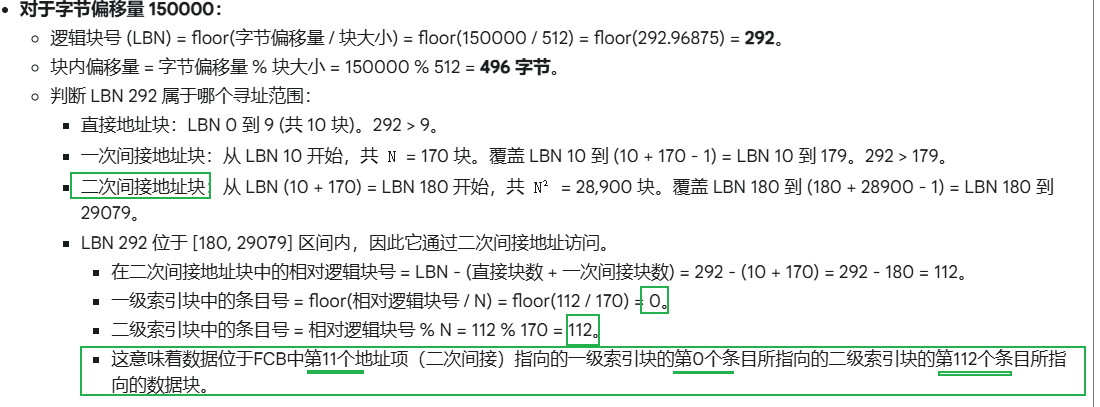 对于字节偏移量 150000：
逻辑块号 (LBN) = floor(字节偏移量 / 块大小) = floor(150000 / 512) = floor(292.96875) = 292。
块内偏移量 = 字节偏移量 % 块大小 = 150000 % 512 = 496 字节。
判断 LBN 292 属于哪个寻址范围：
直接地址块：LBN 0 到 9 (共 10 块)。292 > 9。
一次间接地址块：从 LBN 10 开始，共 N = 170 块。覆盖 LBN 10 到 (10 + 170 - 1) = LBN 10 到 179。292 > 179。
二次间接地址块：从 LBN (10 + 170) = LBN 180 开始，共 N² = 28,900 块。覆盖 LBN 180 到 (180 + 28900 - 1) = LBN 180 到
29079。
LBN 292 位于 [180, 29079] 区间内，因此它通过二次间接地址访问。
在二次间接地址块中的相对逻辑块号 = LBN - (直接块数 + 一次间接块数) = 292 - (10 + 170) = 292 - 180 = 112。
一级索引块中的条目号 = floor(相对逻辑块号 / N) = floor(112 / 170) = 0。
二级索引块中的条目号 = 相对逻辑块号 % N = 112 % 170 = 112。
这意味着数据位于FCB中第11个地址项（二次间接）指向的一级索引块的第0个条目所指向的二级索引块的第112个条目所指
向的数据块。